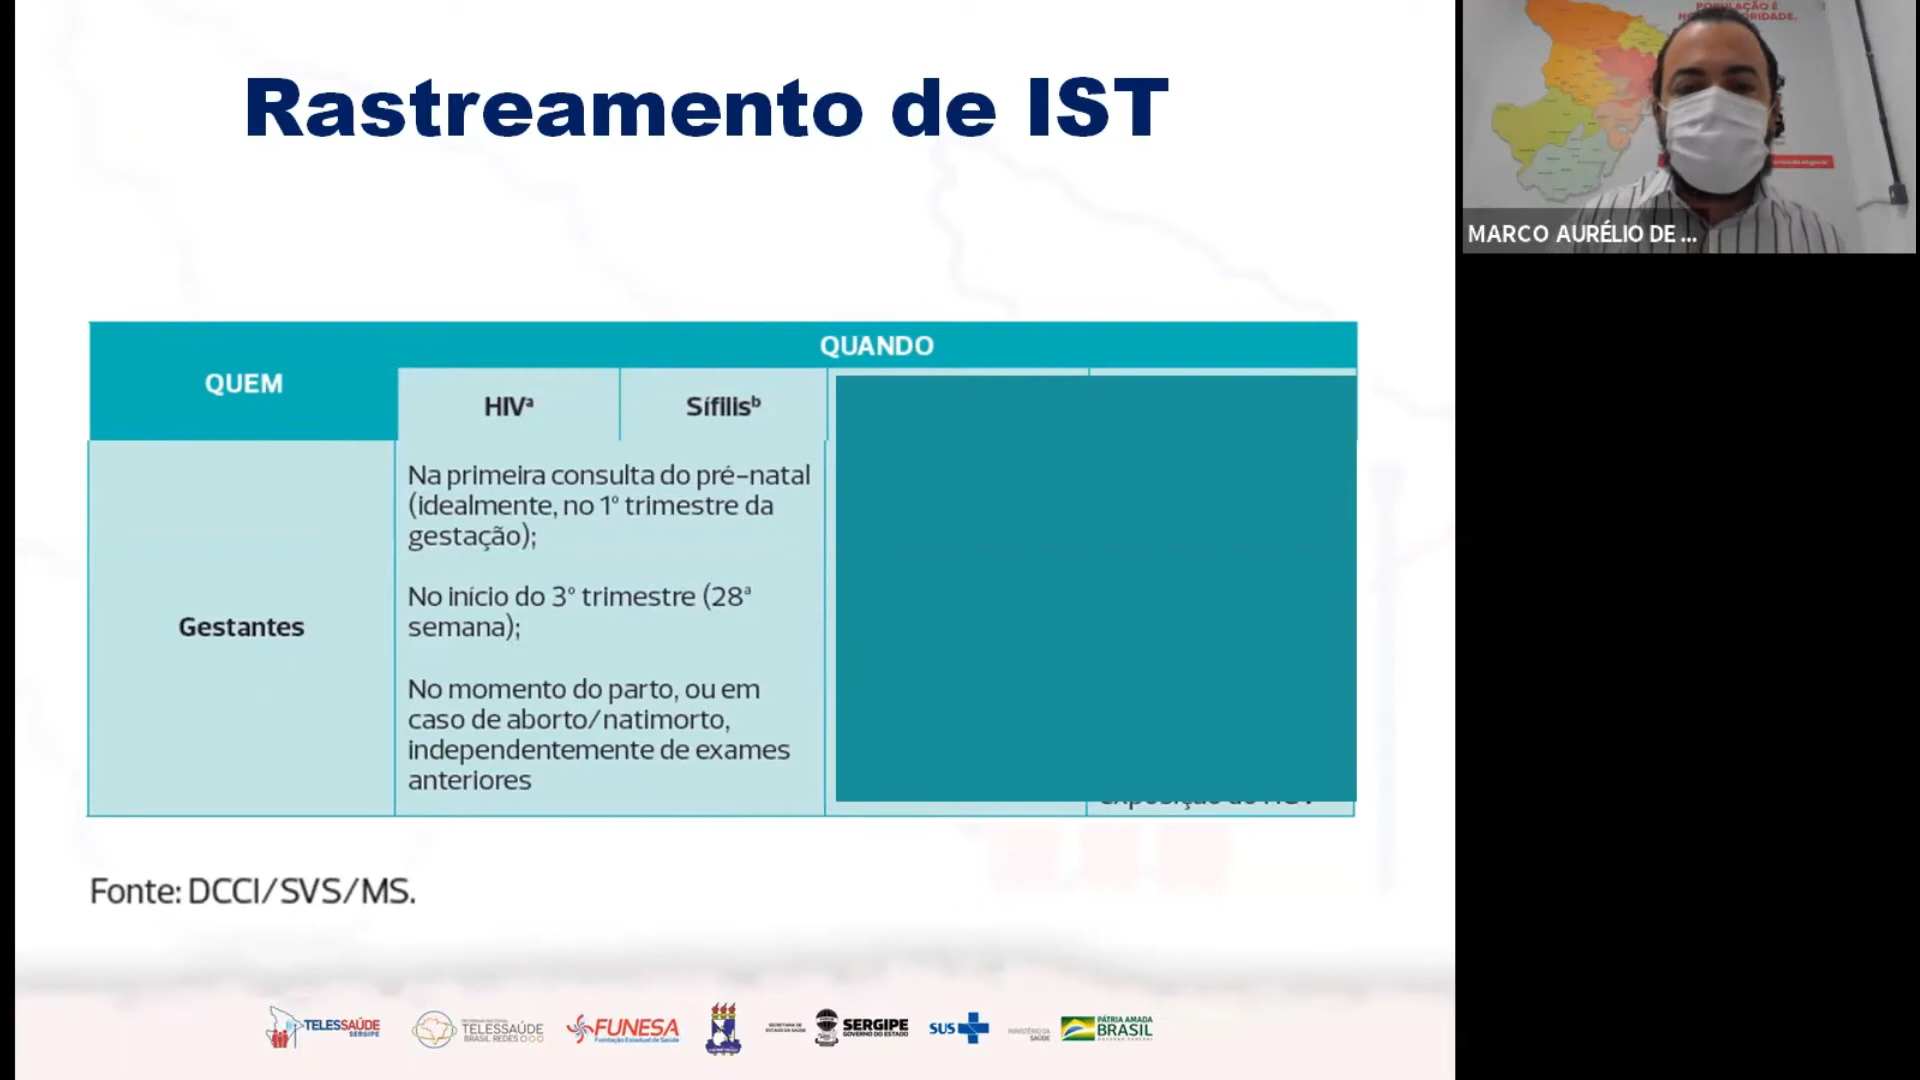 Rastreamento de IST
POPULAÇÃO É
MARCO AURÉLIO DE ...
QUEM
QUANDO
HIVª
Sífilisᵇ
Gestantes
Na primeira consulta do pré-natal
(idealmente, no 1º trimestre da
gestação);
No início do 3º trimestre (28ª
semana);
No momento do parto, ou em
caso de aborto/natimorto,
independentemente de exames
anteriores
Fonte: DCCI/SVS/MS.
TELESSAÚDE
SERGIPE
TELESSAÚDE
BRASIL REDES
FUNESA
Fundação Estadual de Saúde
SECRETARIA DE
ESTADO DA SAÚDE
SERGIPE
GOVERNO DO ESTADO
SUS
MINISTÉRIO DA
SAÚDE
PÁTRIA AMADA
BRASIL
GOVERNO FEDERAL